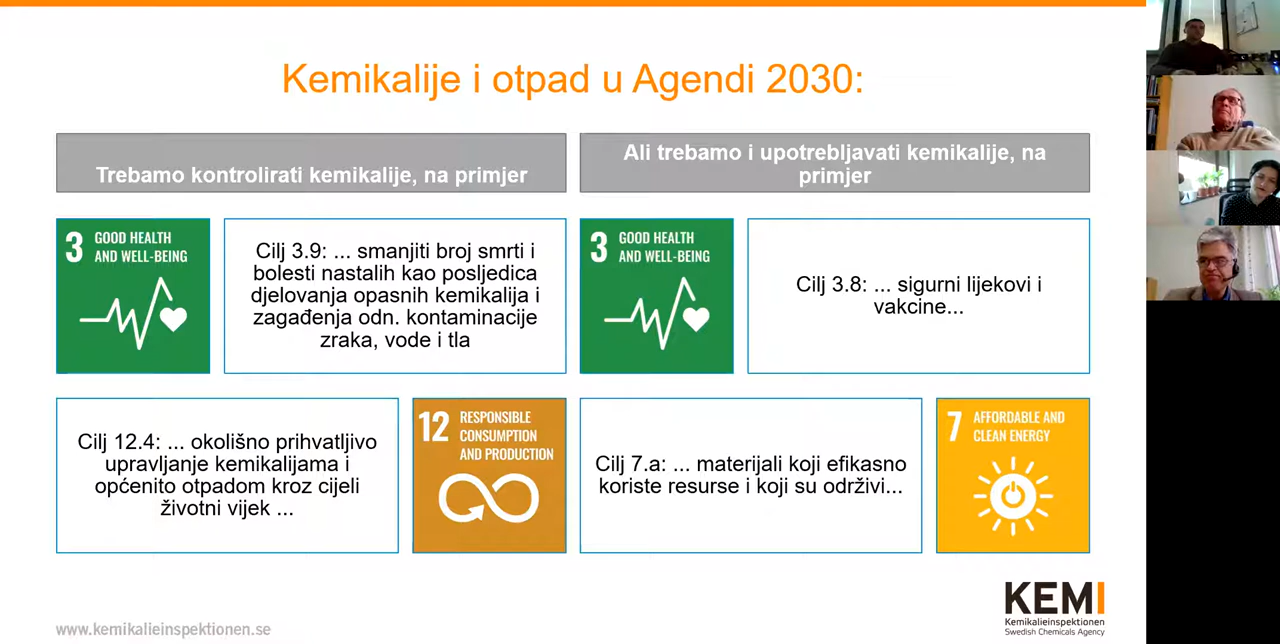 Kemikalije i otpad u Agendi 2030:
Trebamo kontrolirati kemikalije, na primjer
Ali trebamo i upotrebljavati kemikalije, na
primjer
3 GOOD HEALTH
AND WELL-BEING
Cilj 3.9: ... smanjiti broj smrti i
bolesti nastalih kao posljedica
djelovanja opasnih kemikalija i
zagađenja odn. kontaminacije
zraka, vode i tla
3 GOOD HEALTH
AND WELL-BEING
Cilj 3.8: ... sigurni lijekovi i
vakcine...
Cilj 12.4: ... okolišno prihvatljivo
upravljanje kemikalijama i
općenito otpadom kroz cijeli
životni vijek ...
12 RESPONSIBLE
CONSUMPTION
AND PRODUCTION
Cilj 7.a: ... materijali koji efikasno
koriste resurse i koji su održivi...
7 AFFORDABLE AND
CLEAN ENERGY
www.kemikalieinspektionen.se
KEMI
Kemikalieinspektionen
Swedish Chemicals Agency